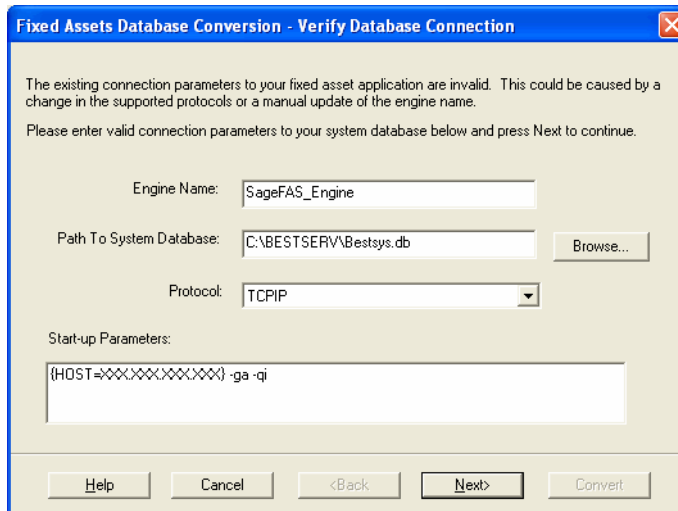 Fixed Assets Database Conversion - Verify Database Connection
The existing connection parameters to your fixed asset application are invalid. This could be caused by a
change in the supported protocols or a manual update of the engine name.
Please enter valid connection parameters to your system database below and press Next to continue.
Engine Name: SageFAS_Engine
Path To System Database: C:\BESTSERV\Bestsys.db Browse...
Protocol: TCPIP
Start-up Parameters:
{HOST=XXX.XXX.XXX.XXX} -ga -qi
Help Cancel <Back Next> Convert